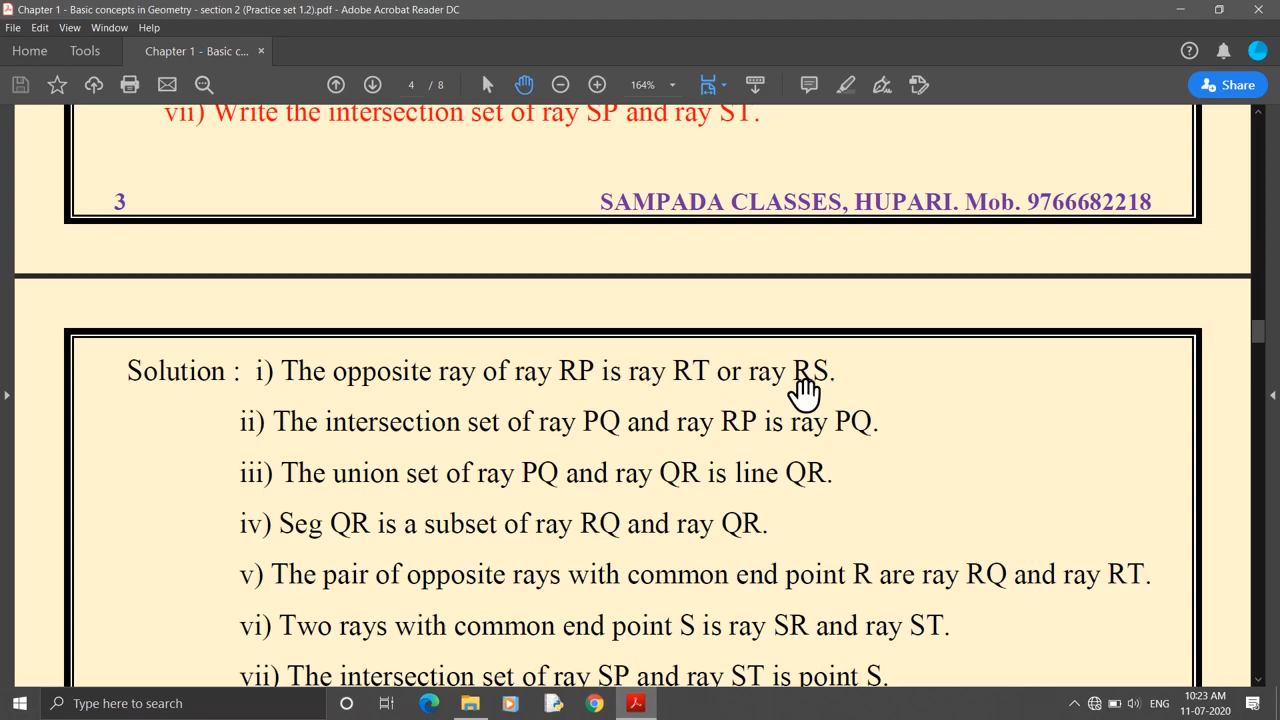 Chapter 1 - Basic concepts in Geometry - section 2 (Practice set 1.2).pdf - Adobe Acrobat Reader DC
File Edit View Window Help
Home Tools Chapter 1 - Basic c... ×
4 / 8 164% Share
vii) Write the intersection set of ray SP and ray ST.
3 SAMPADA CLASSES, HUPARI. Mob. 9766682218
Solution : i) The opposite ray of ray RP is ray RT or ray RS.
ii) The intersection set of ray PQ and ray RP is ray PQ.
iii) The union set of ray PQ and ray QR is line QR.
iv) Seg QR is a subset of ray RQ and ray QR.
v) The pair of opposite rays with common end point R are ray RQ and ray RT.
vi) Two rays with common end point S is ray SR and ray ST.
vii) The intersection set of ray SP and ray ST is point S.
Type here to search
ENG
10:23 AM
11-07-2020